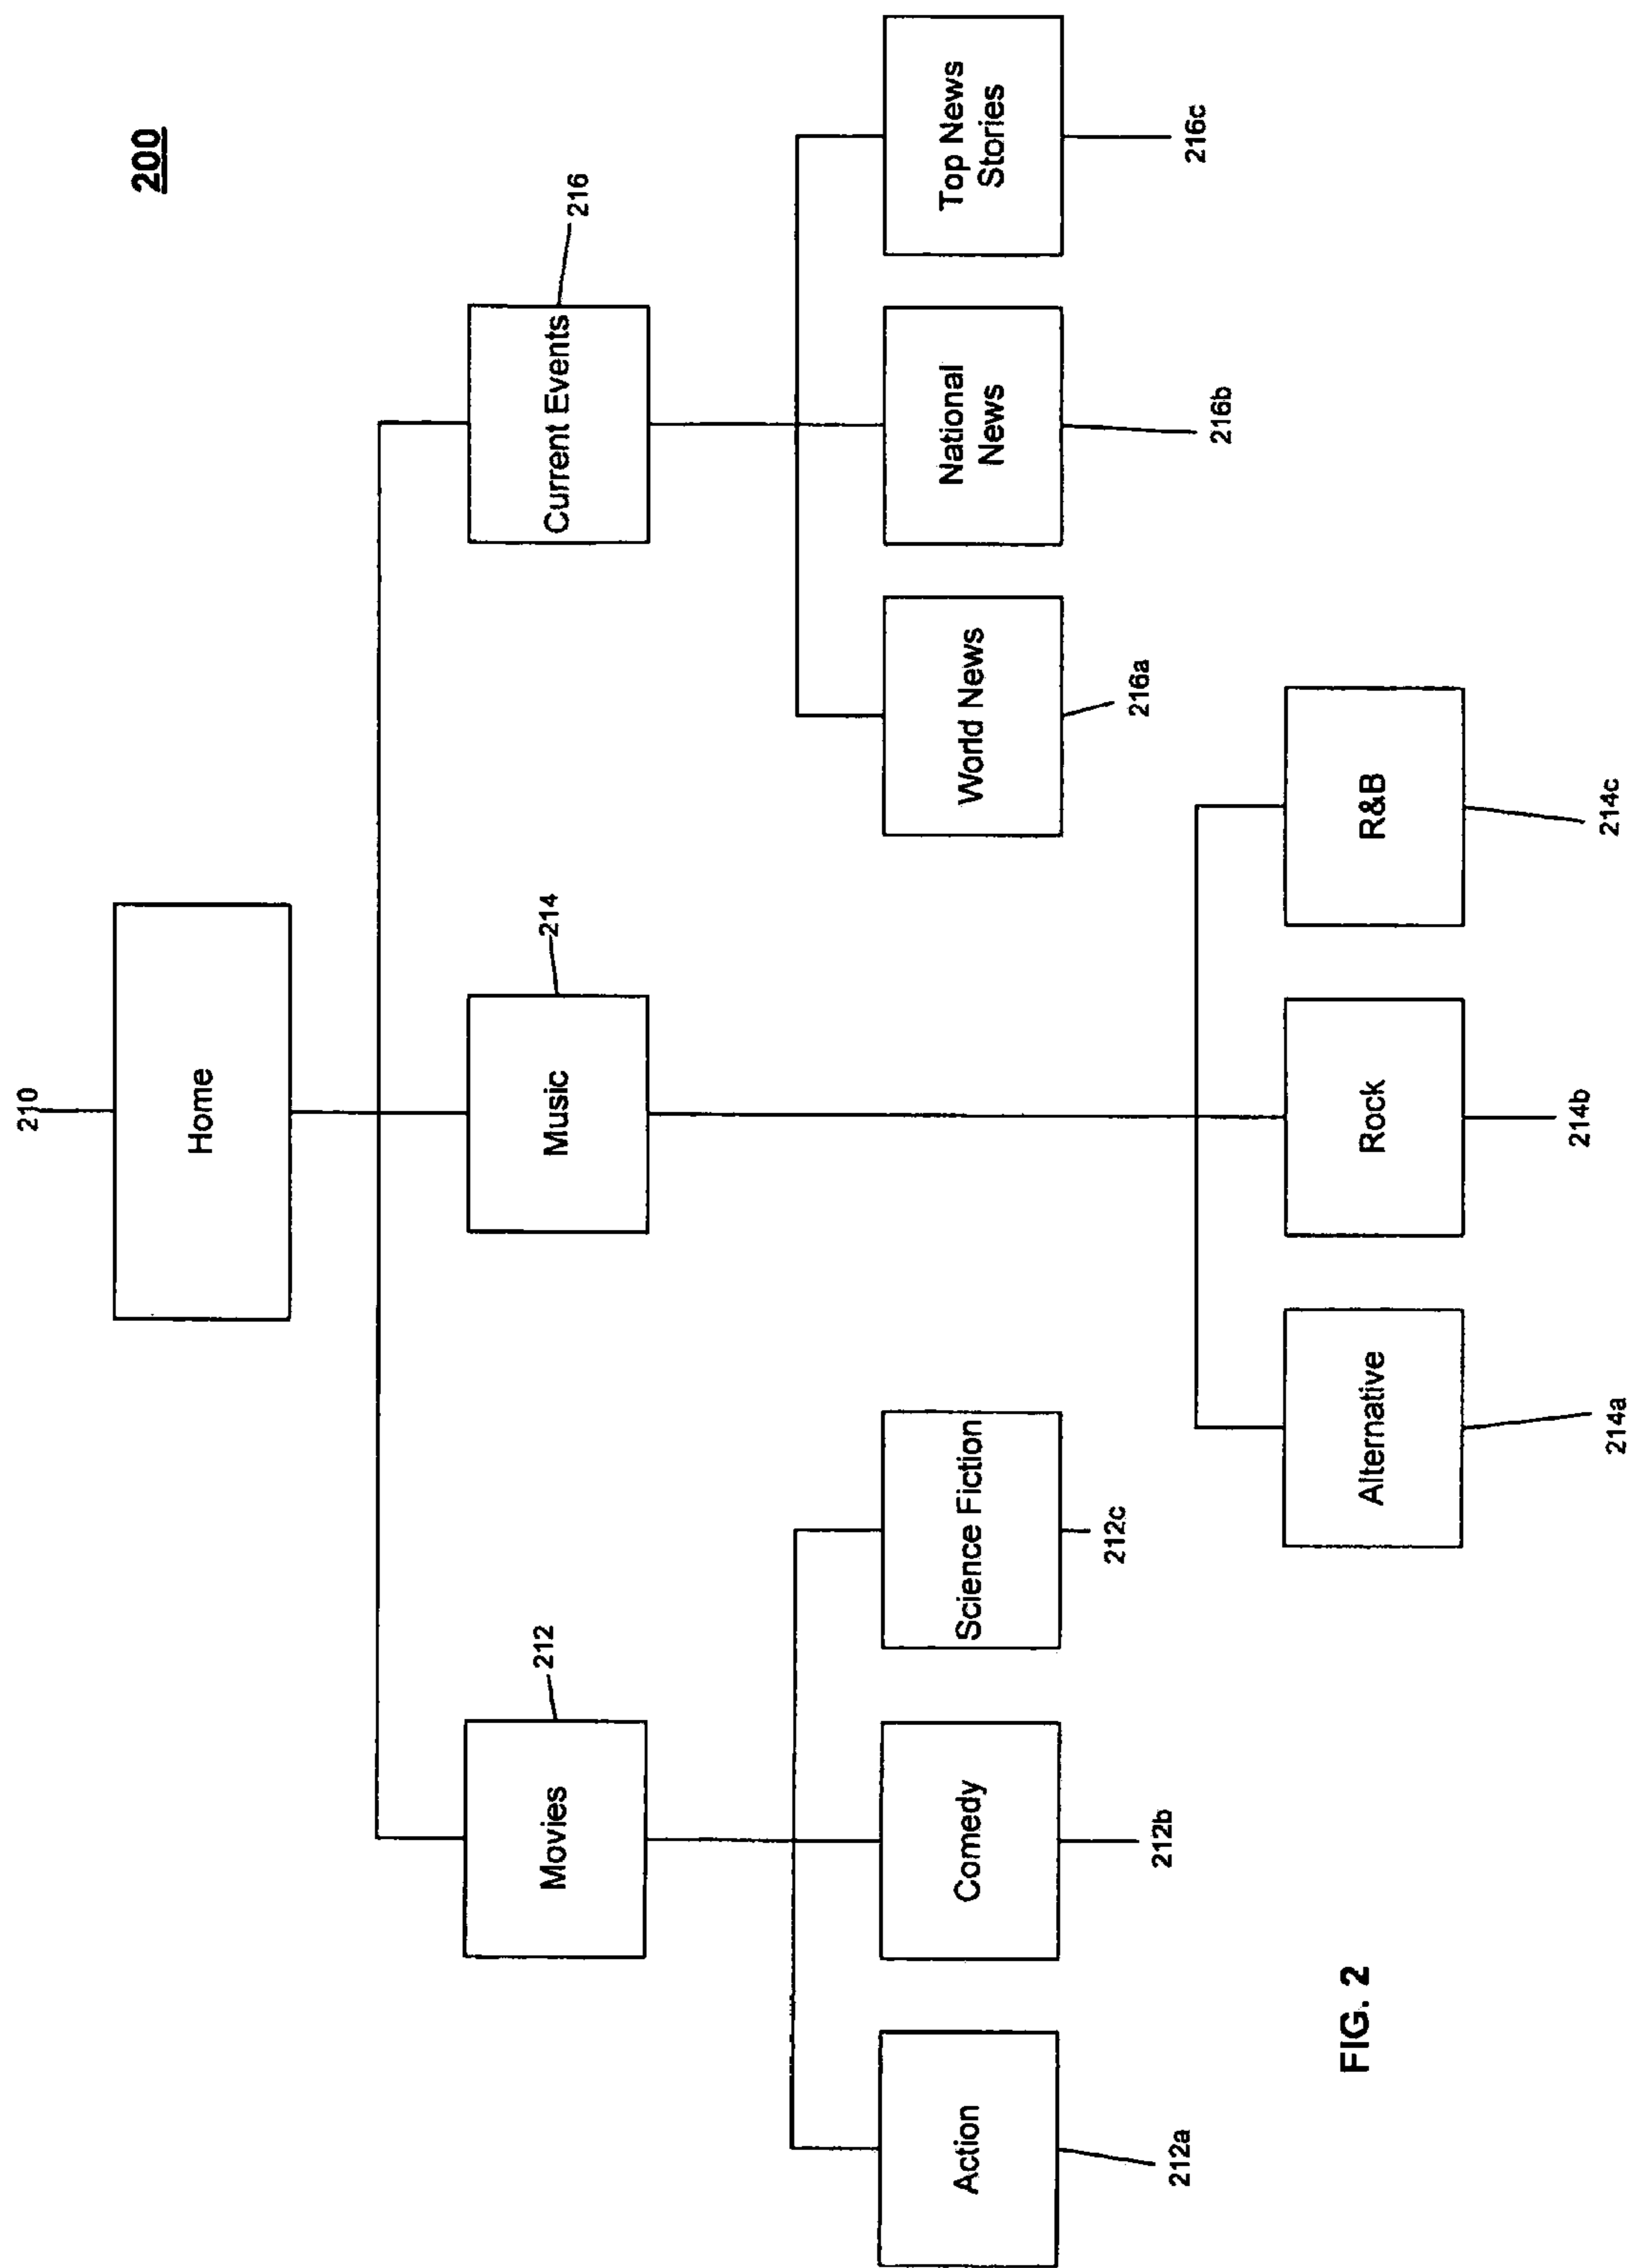 200
210
Home
212
214
216
Movies
Music
Current Events
Action
Comedy
Science Fiction
World News
National
News
Top News
Stories
212a
212b
212c
216a
216b
216c
Alternative
Rock
R&B
214a
214b
214c
FIG. 2